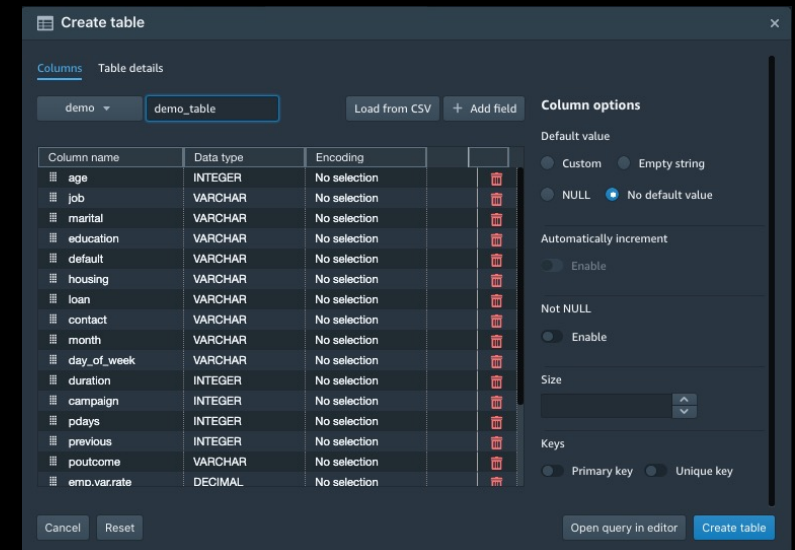 Create table
Columns Table details
demo demo_table Load from CSV + Add field
Column name Data type Encoding
age INTEGER No selection
job VARCHAR No selection
marital VARCHAR No selection
education VARCHAR No selection
default VARCHAR No selection
housing VARCHAR No selection
loan VARCHAR No selection
contact VARCHAR No selection
month VARCHAR No selection
day_of_week VARCHAR No selection
duration INTEGER No selection
campaign INTEGER No selection
pdays INTEGER No selection
previous INTEGER No selection
poutcome VARCHAR No selection
emp.var.rate DECIMAL No selection
Column options
Default value
Custom Empty string
NULL No default value
Automatically increment
Enable
Not NULL
Enable
Size
Keys
Primary key Unique key
Cancel Reset Open query in editor Create table